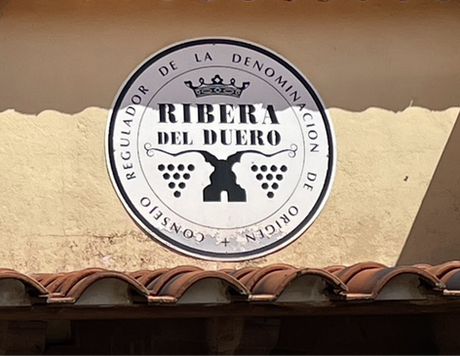 CONSEJO REGULADOR DE LA DENOMINACION DE ORIGEN +
RIBERA
DEL DUERO